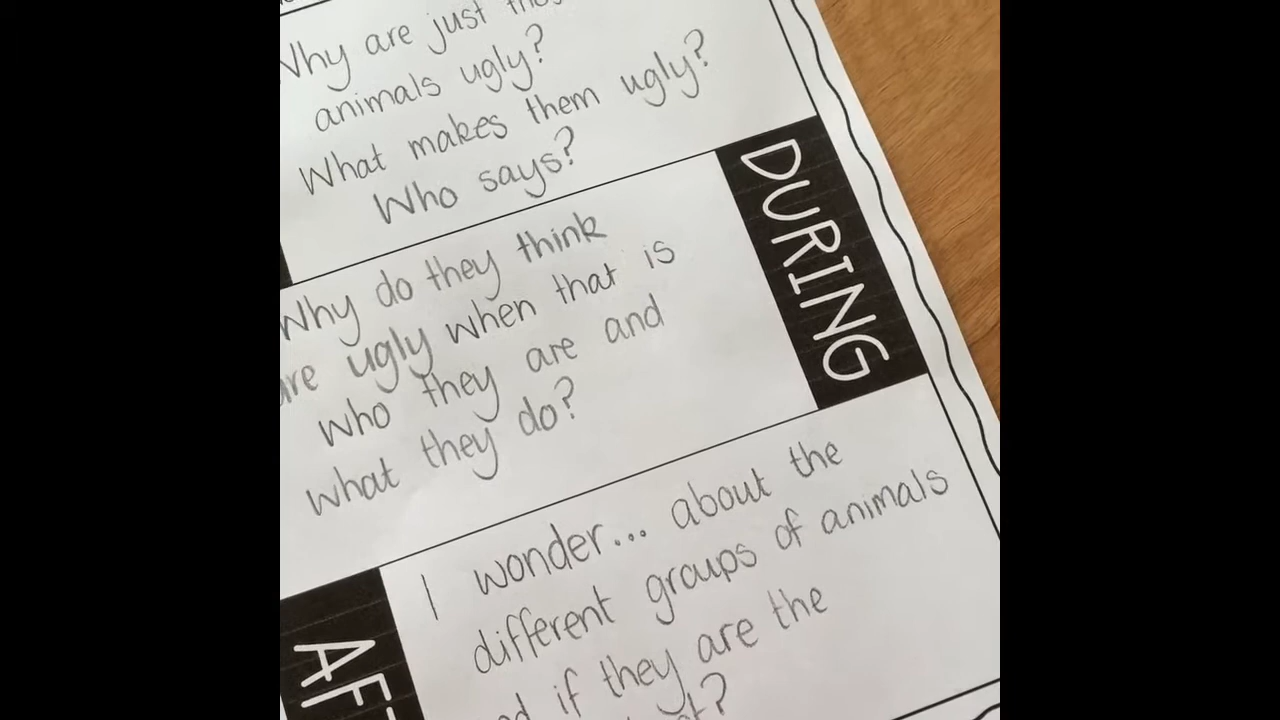 Why are just
animals ugly?
What makes them ugly?
Who says?
DURING
Why do they think
are ugly when that is
who they are and
what they do?
I wonder... about the
different groups of animals
if they are the